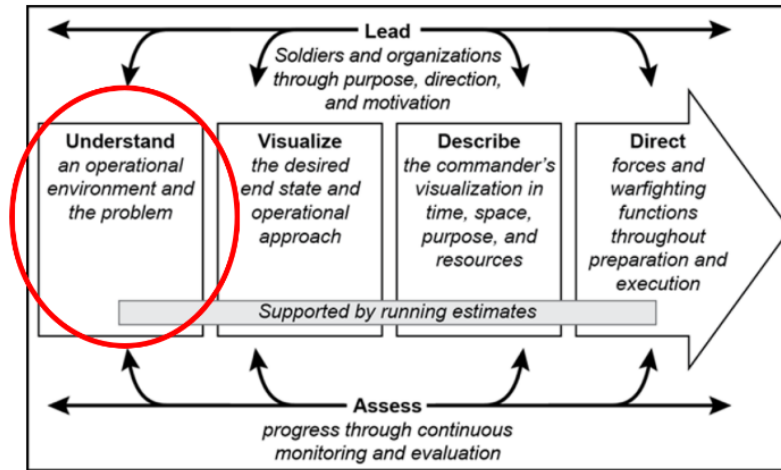 Lead
Soldiers and organizations
through purpose, direction,
and motivation
Understand
an operational
environment and
the problem
Visualize
the desired
end state and
operational
approach
Describe
the commander's
visualization in
time, space,
purpose, and
resources
Direct
forces and
warfighting
functions
throughout
preparation and
execution
Supported by running estimates
Assess
progress through continuous
monitoring and evaluation